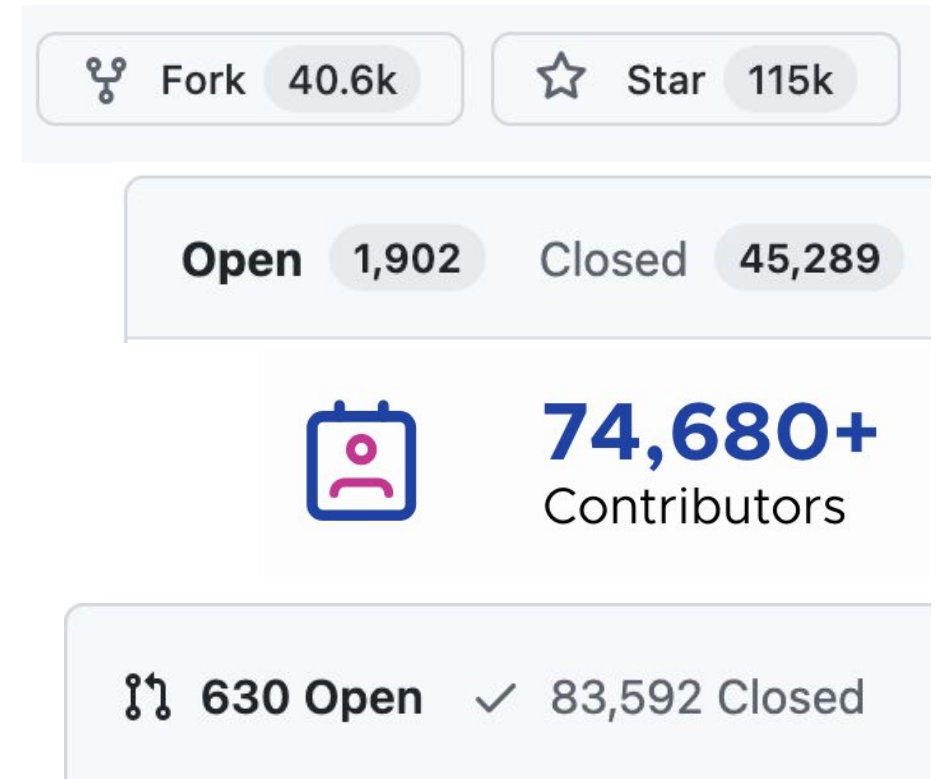 Fork 40.6k Star 115k
Open 1,902 Closed 45,289
74,680+
Contributors
630 Open 83,592 Closed